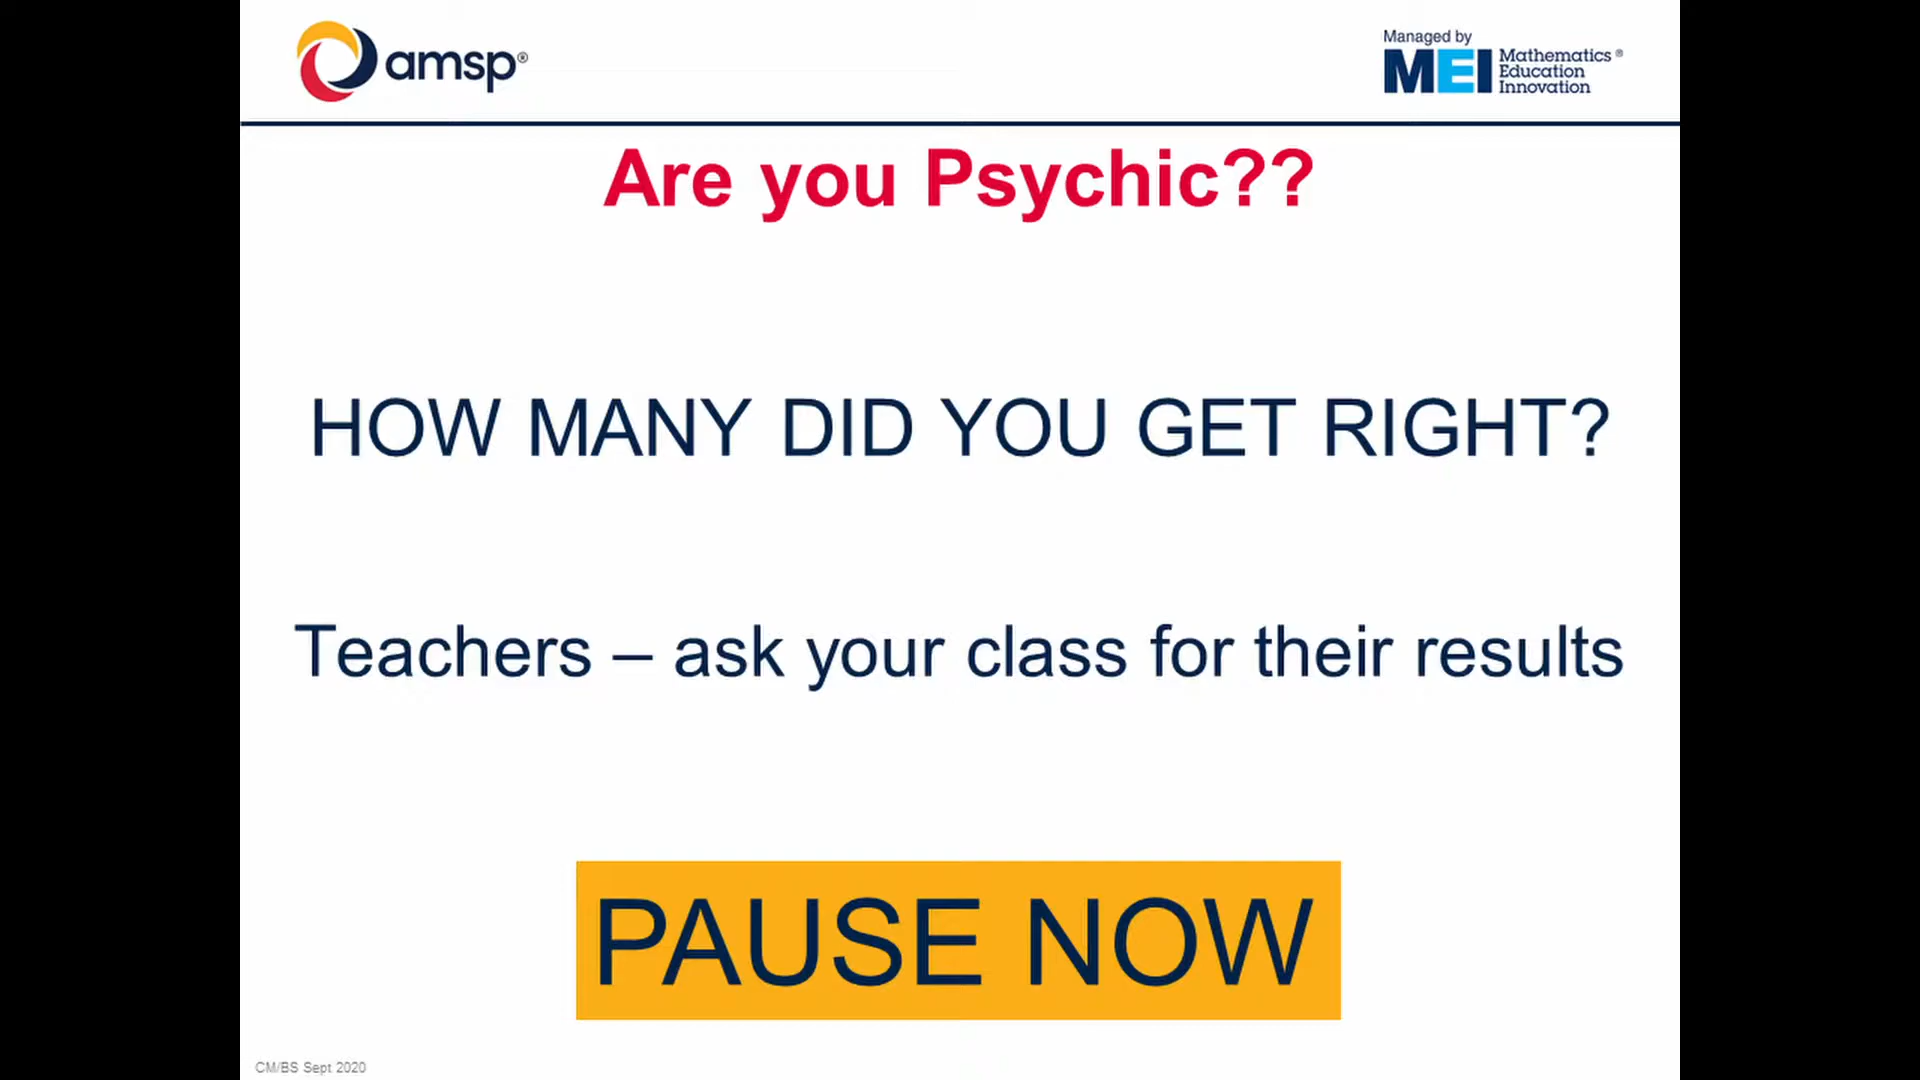 amsp®
Managed by
MEI Mathematics ®
Education
Innovation
Are you Psychic??
HOW MANY DID YOU GET RIGHT?
Teachers – ask your class for their results
PAUSE NOW
CM/BS Sept 2020